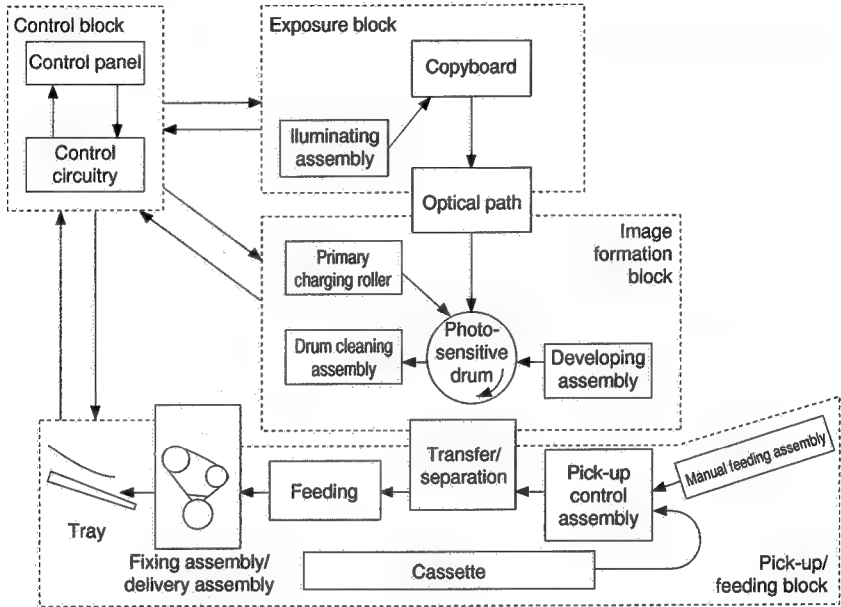 Control block
Control panel
Control
circuitry
Exposure block
Copyboard
Iluminating
assembly
Optical path
Image
formation
block
Primary
charging roller
Photo-
sensitive
drum
Drum cleaning
assembly
Developing
assembly
Transfer/
separation
Manual feeding assembly
Pick-up
control
assembly
Feeding
Tray
Fixing assembly/
delivery assembly
Cassette
Pick-up/
feeding block